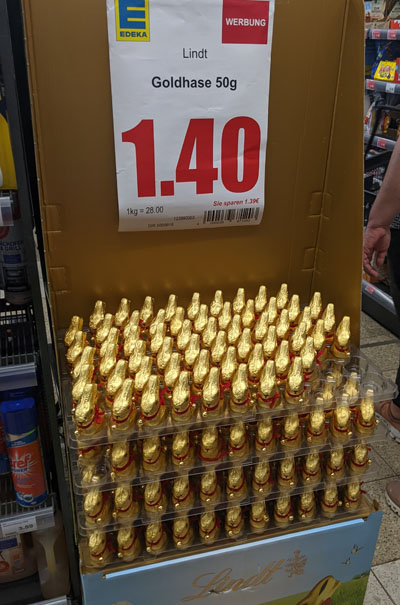 EDEKA
WERBUNG
Lindt
Goldhase 50g
1.40
Sie sparen 1.39€
1kg = 28.00
Lindt